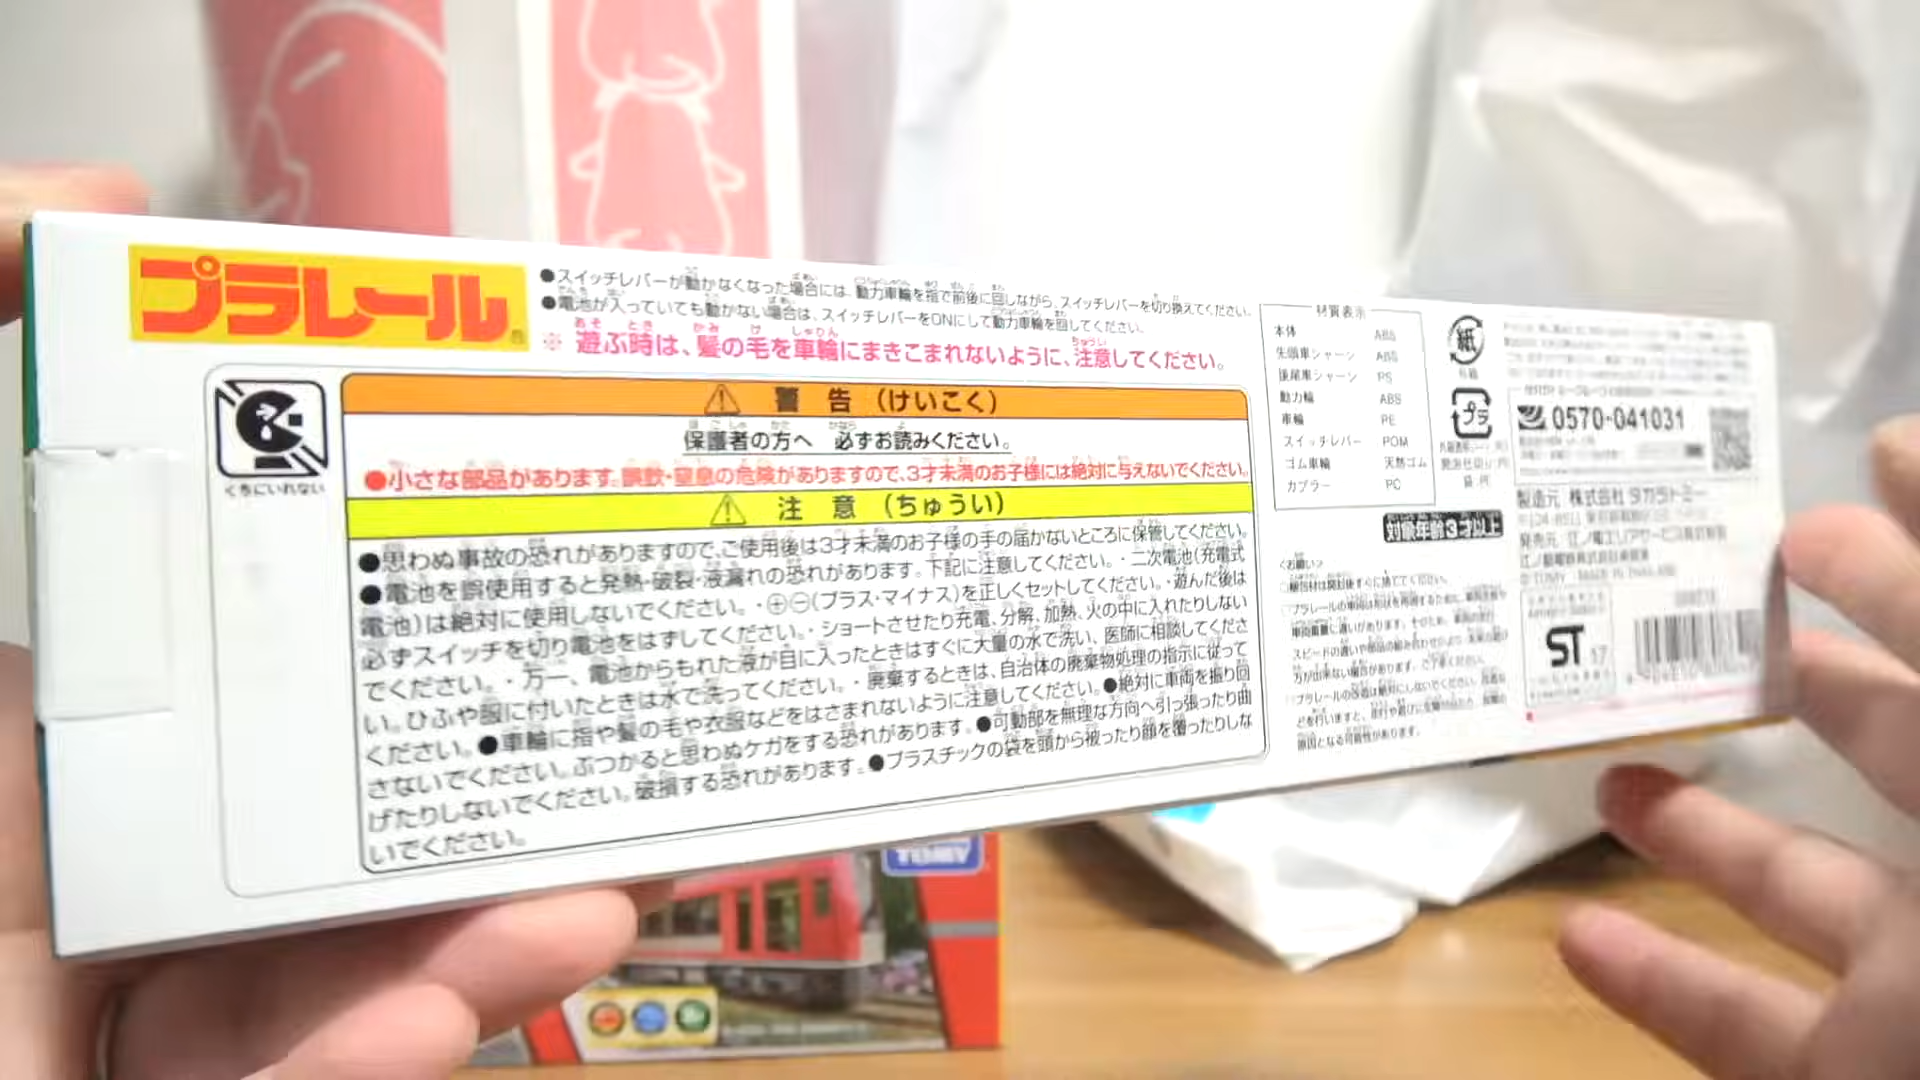 プラレール
●スイッチレバーが動かなくなった場合には、動力車輪を指で前後に回しながら、スイッチレバーを切り換えてください。
●電池が入っていても動かない場合は、スイッチレバーをONにして動力車輪を回してください。
※ 遊ぶ時は、髪の毛を車輪にまきこまれないように、注意してください。
くちにいれない
警 告 (けいこく)
保護者の方へ 必ずお読みください。
●小さな部品があります。誤飲・窒息の危険がありますので、3才未満のお子様には絶対に与えないでください。
注 意 (ちゅうい)
●思わぬ事故の恐れがありますので、ご使用後は3才未満のお子様の手の届かないところに保管してください。
●電池を誤使用すると発熱・破裂・液漏れの恐れがあります。下記に注意してください。・二次電池(充電式
電池)は絶対に使用しないでください。・⊕⊖(プラス・マイナス)を正しくセットしてください。・遊んだ後は
必ずスイッチを切り電池をはずしてください。・ショートさせたり充電、分解、加熱、火の中に入れたりしない
でください。・万一、電池からもれた液が目に入ったときはすぐに大量の水で洗い、医師に相談してくださ
い。ひふや服に付いたときは水で洗ってください。・廃棄するときは、自治体の廃棄物処理の指示に従って
ください。●車輪に指や髪の毛や衣服などをはさまれないように注意してください。●絶対に車両を振り回
さないでください。ぶつかると思わぬケガをする恐れがあります。●可動部を無理な方向へ引っ張ったり曲
げたりしないでください。破損する恐れがあります。●プラスチックの袋を頭から被ったり顔を覆ったりしな
いでください。
材質表示
本体 ABS
先頭車シャーシ ABS
後尾車シャーシ PS
動力輪 ABS
車輪 PE
スイッチレバー POM
ゴム車輪 天然ゴム
カプラー PC
紙
プラ
対象年齢3才以上
<お願い>
0570-041031
製造元 株式会社タカラトミー
発売元
ST
17
TOMY